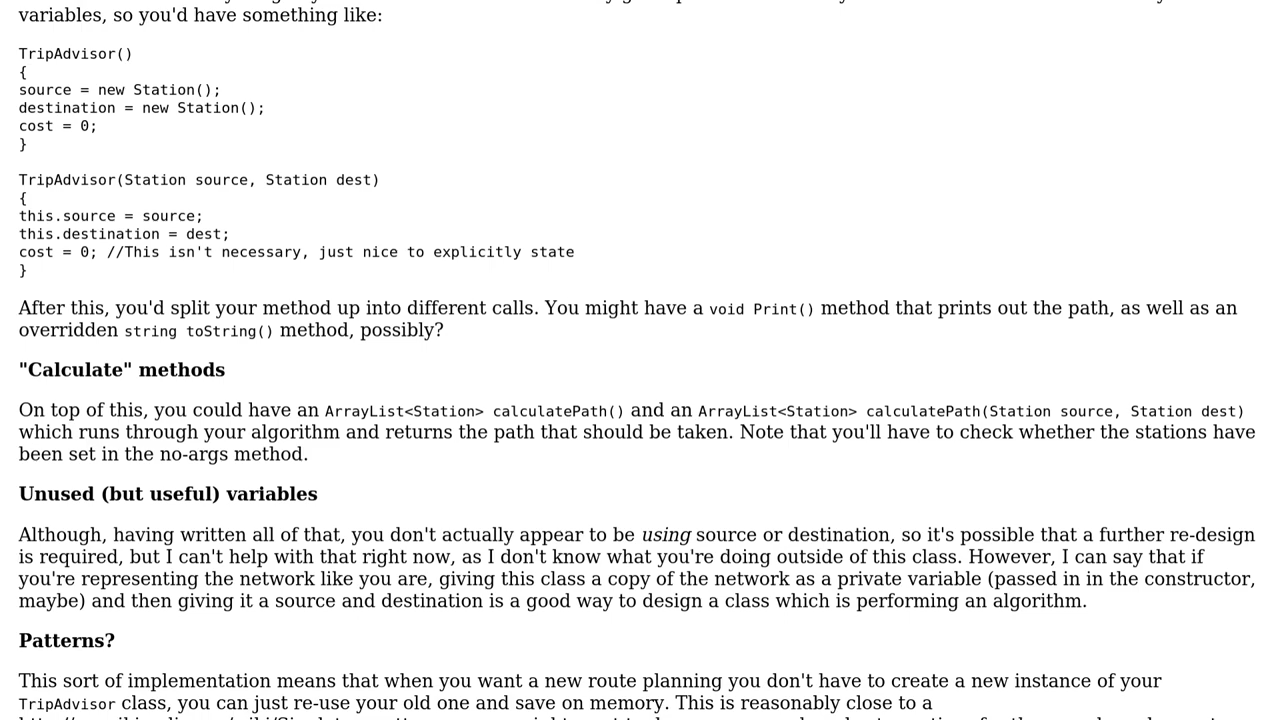 variables, so you'd have something like:
TripAdvisor()
{
source = new Station();
destination = new Station();
cost = 0;
}
TripAdvisor(Station source, Station dest)
{
this.source = source;
this.destination = dest;
cost = 0; //This isn't necessary, just nice to explicitly state
}
After this, you'd split your method up into different calls. You might have a void Print() method that prints out the path, as well as an
overridden string toString() method, possibly?
"Calculate" methods
On top of this, you could have an ArrayList<Station> calculatePath() and an ArrayList<Station> calculatePath(Station source, Station dest)
which runs through your algorithm and returns the path that should be taken. Note that you'll have to check whether the stations have
been set in the no-args method.
Unused (but useful) variables
Although, having written all of that, you don't actually appear to be using source or destination, so it's possible that a further re-design
is required, but I can't help with that right now, as I don't know what you're doing outside of this class. However, I can say that if
you're representing the network like you are, giving this class a copy of the network as a private variable (passed in in the constructor,
maybe) and then giving it a source and destination is a good way to design a class which is performing an algorithm.
Patterns?
This sort of implementation means that when you want a new route planning you don't have to create a new instance of your
TripAdvisor class, you can just re-use your old one and save on memory. This is reasonably close to a